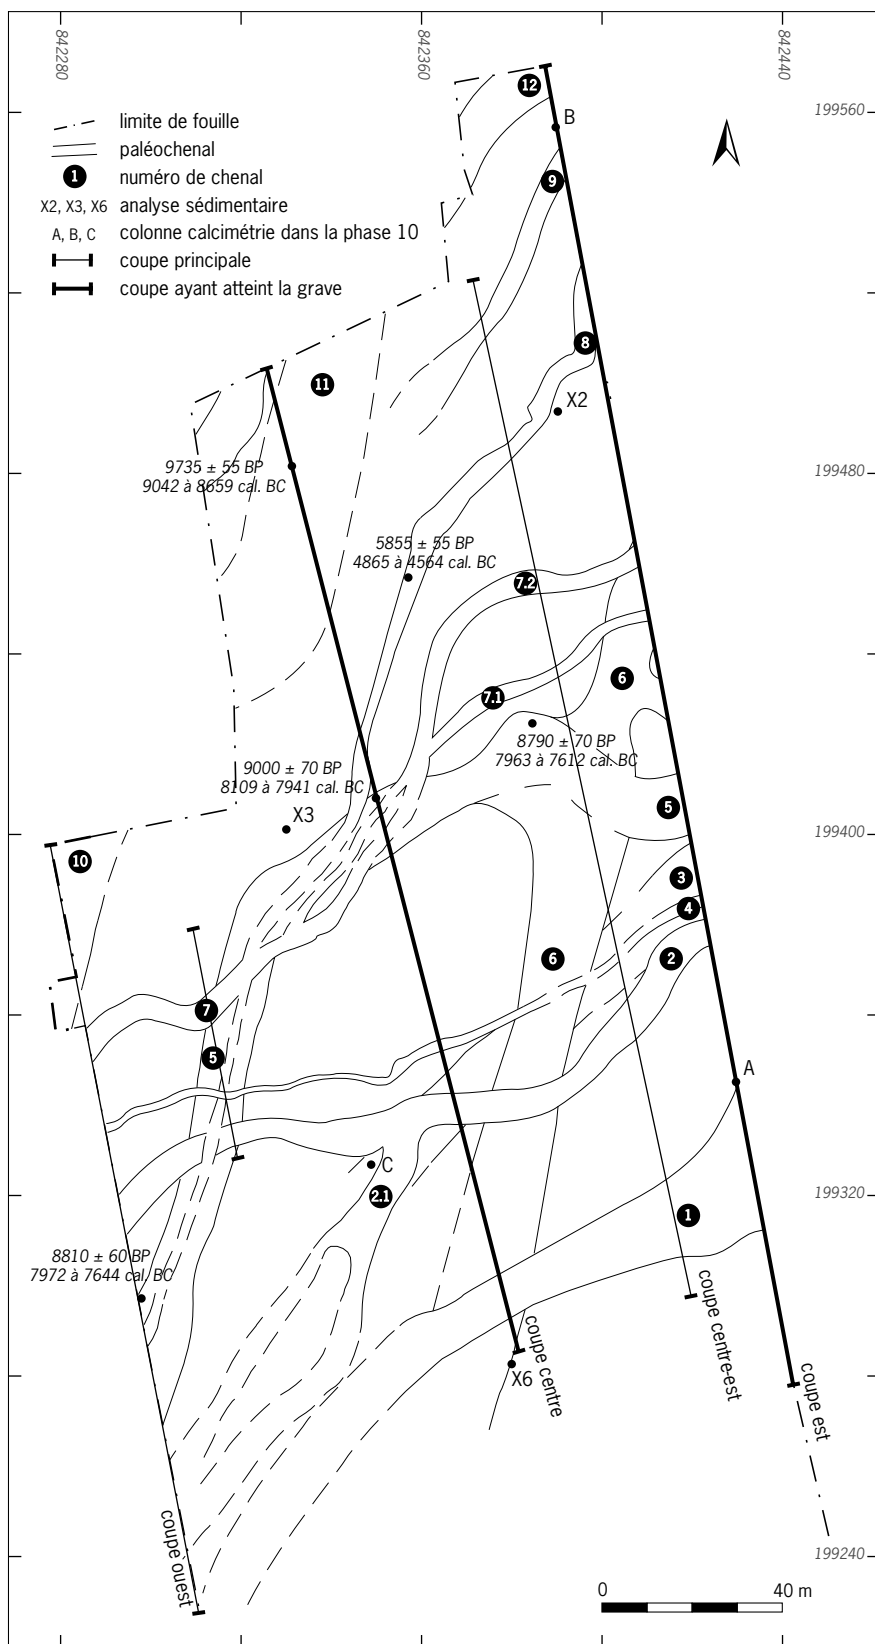 842280
842360
842440
199560
199480
199400
199320
199240
limite de fouille
paléochenal
1 numéro de chenal
X2, X3, X6 analyse sédimentaire
A, B, C colonne calcimétrie dans la phase 10
coupe principale
coupe ayant atteint la grave
12
B
9
8
11
X2
9735 ± 55 BP
9042 à 8659 cal. BC
5855 ± 55 BP
4865 à 4564 cal. BC
7.2
6
7.1
8790 ± 70 BP
7963 à 7612 cal. BC
9000 ± 70 BP
8109 à 7941 cal. BC
X3
5
10
3
4
6
2
7
5
A
C
2.1
1
8810 ± 60 BP
7972 à 7644 cal. BC
X6
coupe centre
coupe centre-est
coupe est
coupe ouest
0 40 m